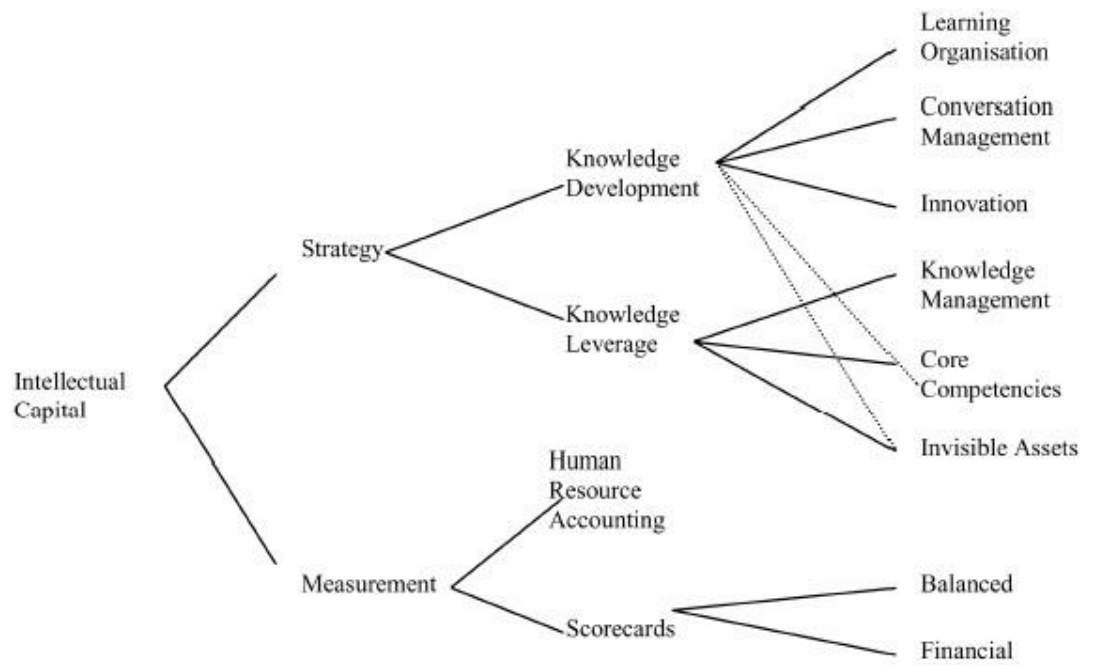 Learning
Organisation
Conversation
Management
Knowledge
Development
Innovation
Strategy
Knowledge
Management
Knowledge
Leverage
Core
Competencies
Intellectual
Capital
Invisible Assets
Human
Resource
Accounting
Measurement
Balanced
Scorecards
Financial